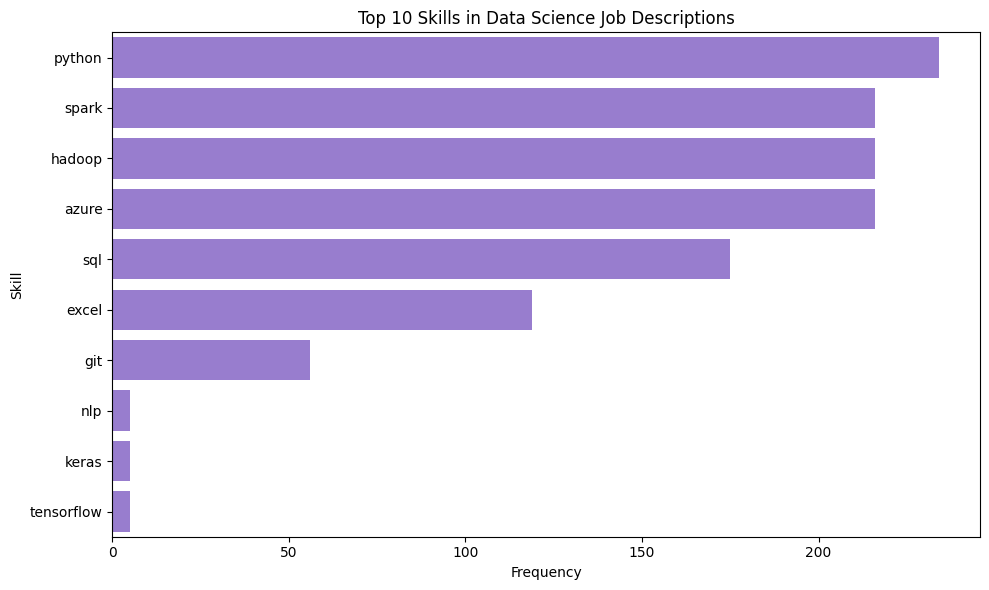 Top 10 Skills in Data Science Job Descriptions
python
spark
hadoop
azure
sql
excel
git
nlp
keras
tensorflow
Skill
0 50 100 150 200
Frequency